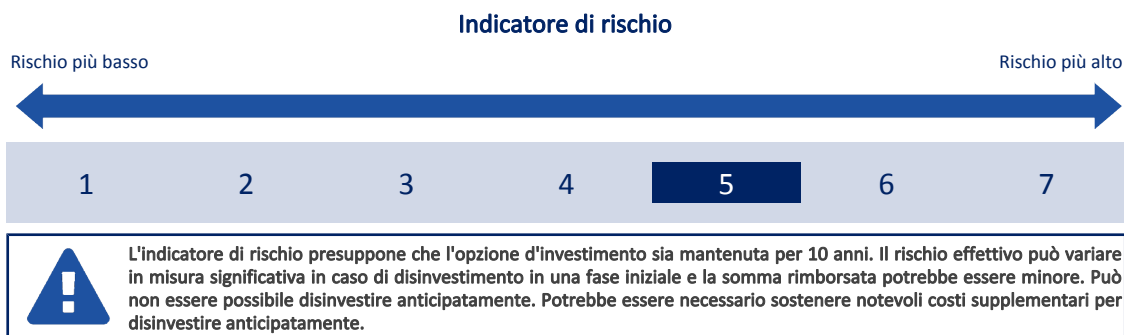 Indicatore di rischio
Rischio più basso
Rischio più alto
1 2 3 4 5 6 7
L'indicatore di rischio presuppone che l'opzione d'investimento sia mantenuta per 10 anni. Il rischio effettivo può variare
in misura significativa in caso di disinvestimento in una fase iniziale e la somma rimborsata potrebbe essere minore. Può
non essere possibile disinvestire anticipatamente. Potrebbe essere necessario sostenere notevoli costi supplementari per
disinvestire anticipatamente.